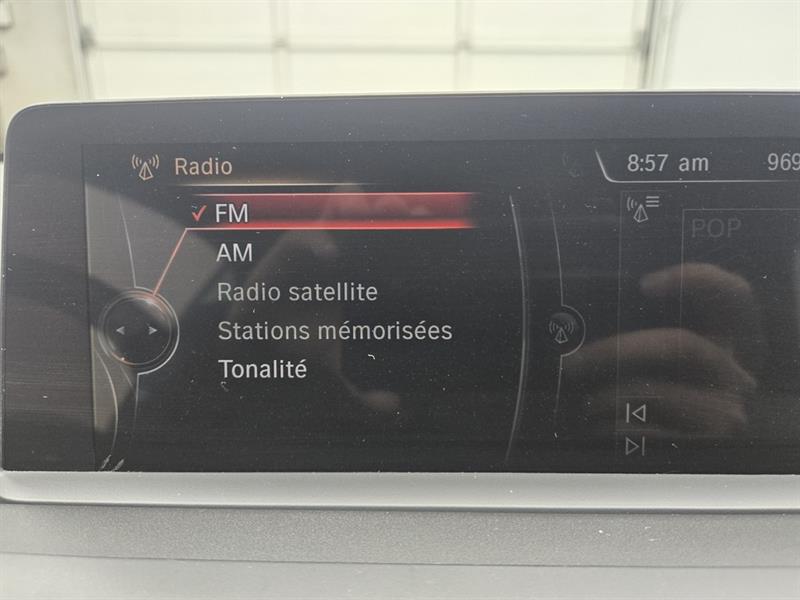 Radio
8:57 am 969
FM
POP
AM
Radio satellite
Stations mémorisées
Tonalité